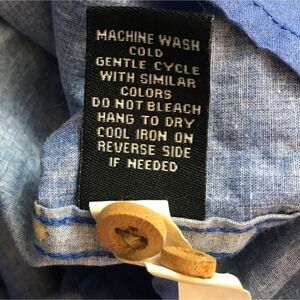 MACHINE WASH
COLD
GENTLE CYCLE
WITH SIMILAR
COLORS
DO NOT BLEACH
HANG TO DRY
COOL IRON ON
REVERSE SIDE
IF NEEDED